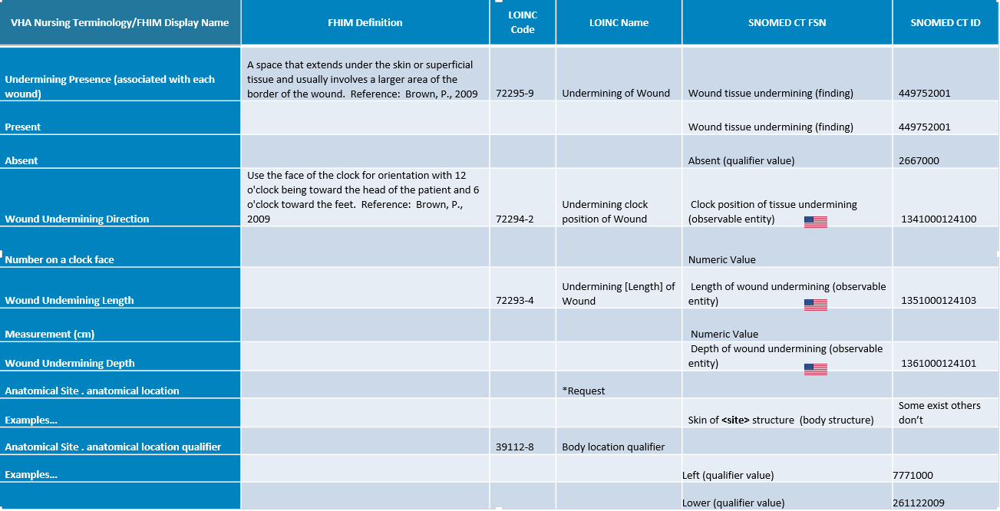 VHA Nursing Terminology/FHIM Display Name
FHIM Definition
LOINC
Code
LOINC Name
SNOMED CT FSN
SNOMED CT ID
Undermining Presence (associated with each
wound)
A space that extends under the skin or superficial
tissue and usually involves a larger area of the
border of the wound.  Reference:  Brown, P., 2009
72295-9
Undermining of Wound
Wound tissue undermining (finding)
449752001
Present
Wound tissue undermining (finding)
449752001
Absent
Absent (qualifier value)
2667000
Wound Undermining Direction
Use the face of the clock for orientation with 12
o'clock being toward the head of the patient and 6
o'clock toward the feet.  Reference:  Brown, P.,
2009
72294-2
Undermining clock
position of Wound
Clock position of tissue undermining
(observable entity)
1341000124100
Number on a clock face
Numeric Value
Wound Undemining Length
72293-4
Undermining [Length] of
Wound
Length of wound undermining (observable
entity)
1351000124103
Measurement (cm)
Numeric Value
Wound Undermining Depth
Depth of wound undermining (observable
entity)
1361000124101
Anatomical Site . anatomical location
*Request
Examples...
Skin of <site> structure  (body structure)
Some exist others
don't
Anatomical Site . anatomical location qualifier
39112-8
Body location qualifier
Examples...
Left (qualifier value)
7771000
Lower (qualifier value)
261122009